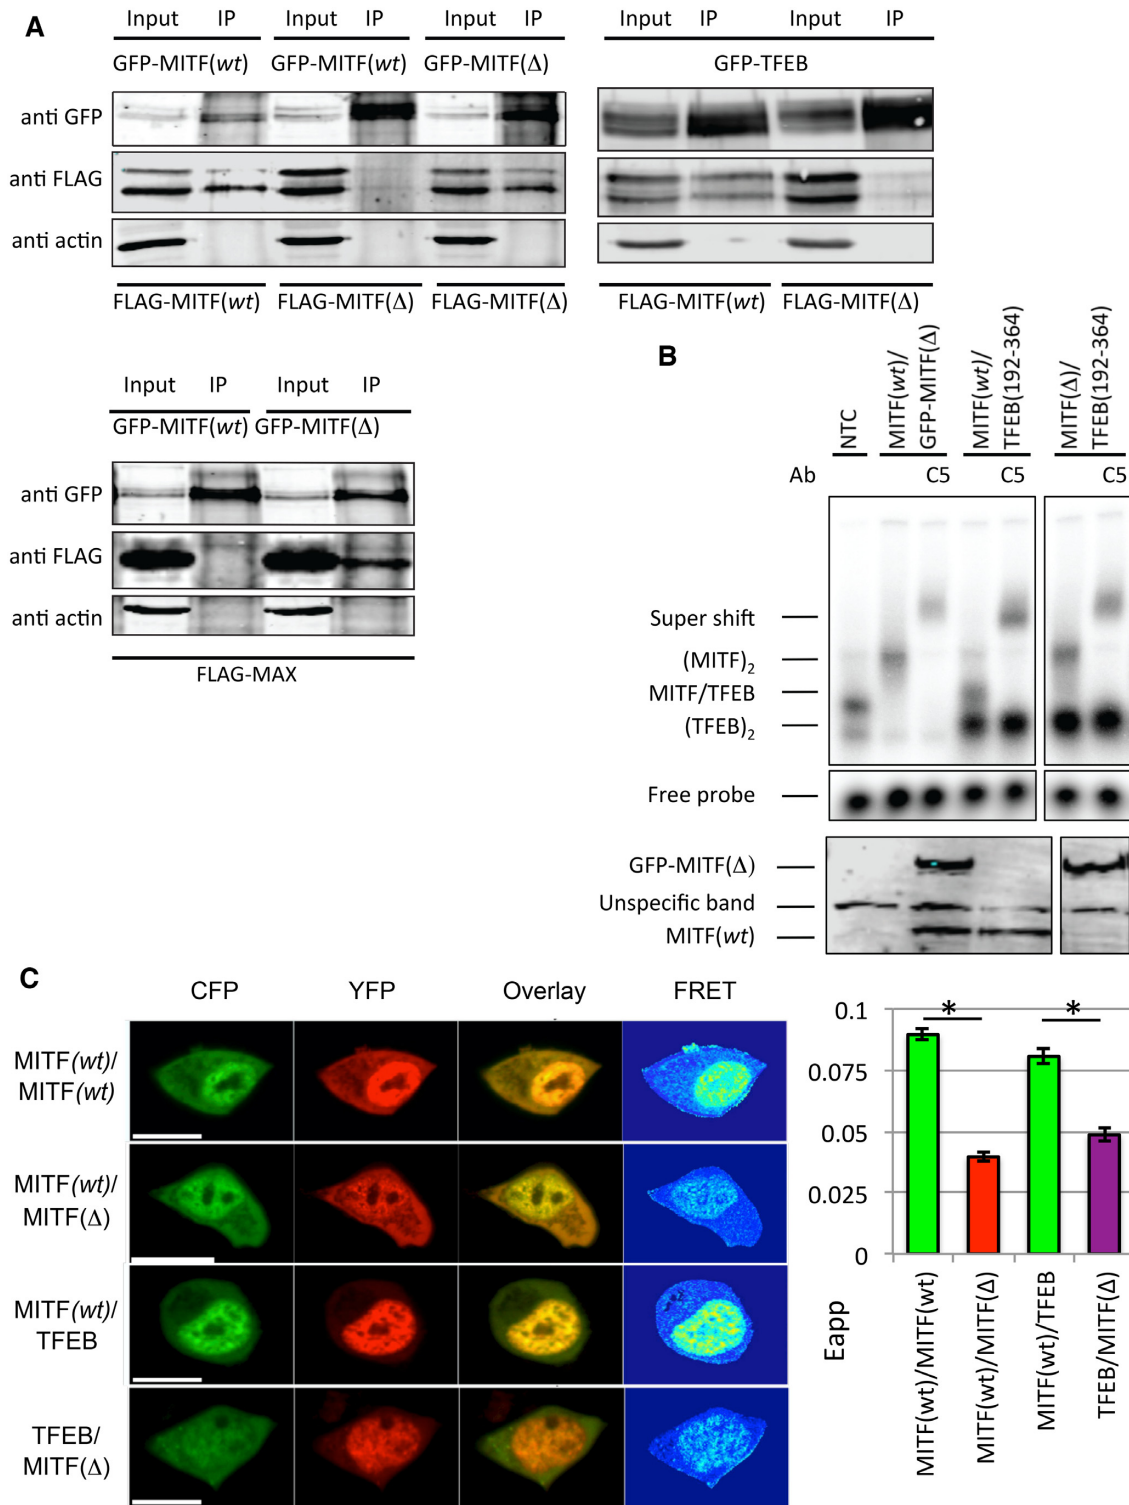 A
Input IP Input IP Input IP Input IP Input IP
GFP-MITF(wt) GFP-MITF(wt) GFP-MITF(Δ) GFP-TFEB
anti GFP
anti FLAG
anti actin
FLAG-MITF(wt) FLAG-MITF(Δ) FLAG-MITF(Δ) FLAG-MITF(wt) FLAG-MITF(Δ)
Input IP Input IP
GFP-MITF(wt) GFP-MITF(Δ)
anti GFP
anti FLAG
anti actin
FLAG-MAX
B
NTC
MITF(wt)/
GFP-MITF(Δ)
MITF(wt)/
TFEB(192-364)
MITF(Δ)/
TFEB(192-364)
Ab C5 C5 C5
Super shift
(MITF)2
MITF/TFEB
(TFEB)2
Free probe
GFP-MITF(Δ)
Unspecific band
MITF(wt)
C
CFP YFP Overlay FRET
MITF(wt)/
MITF(wt)
MITF(wt)/
MITF(Δ)
MITF(wt)/
TFEB
TFEB/
MITF(Δ)
0.1
0.075
0.05
0.025
0
* *
Eapp
MITF(wt)/MITF(wt)
MITF(wt)/MITF(Δ)
MITF(wt)/TFEB
TFEB/MITF(Δ)